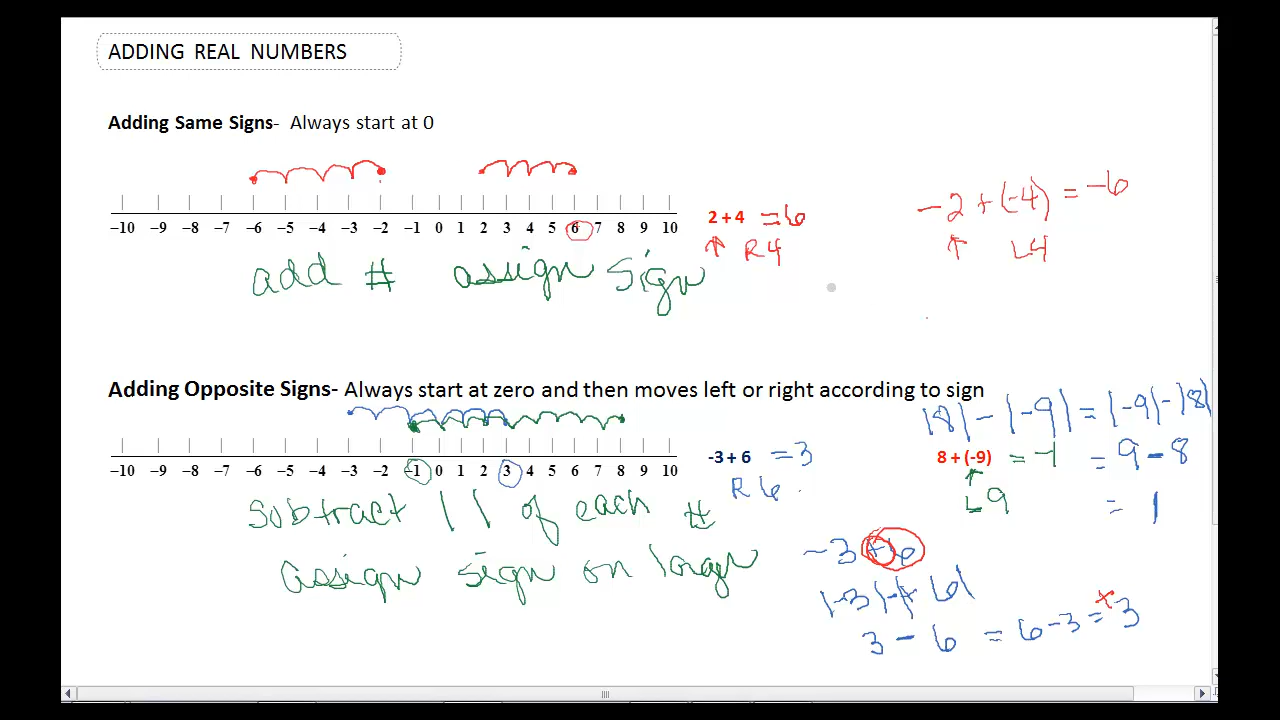 ADDING REAL NUMBERS
Adding Same Signs- Always start at 0
−10 −9 −8 −7 −6 −5 −4 −3 −2 −1 0 1 2 3 4 5 6 7 8 9 10
2 + 4 = 6
↑ R4
-2 + (-4) = -6
↑ L4
add # assign sign
Adding Opposite Signs- Always start at zero and then moves left or right according to sign
−10 −9 −8 −7 −6 −5 −4 −3 −2 −1 0 1 2 3 4 5 6 7 8 9 10
-3 + 6 = 3
R 6
|8| - |-9| = |-9| - |8|
8 + (-9) = -1 = 9 - 8
↑
L9 = 1
Subtract | | of each #
assign sign on larger
-3 +6
|-3| - |6|
3 - 6 = 6 - 3 = +3